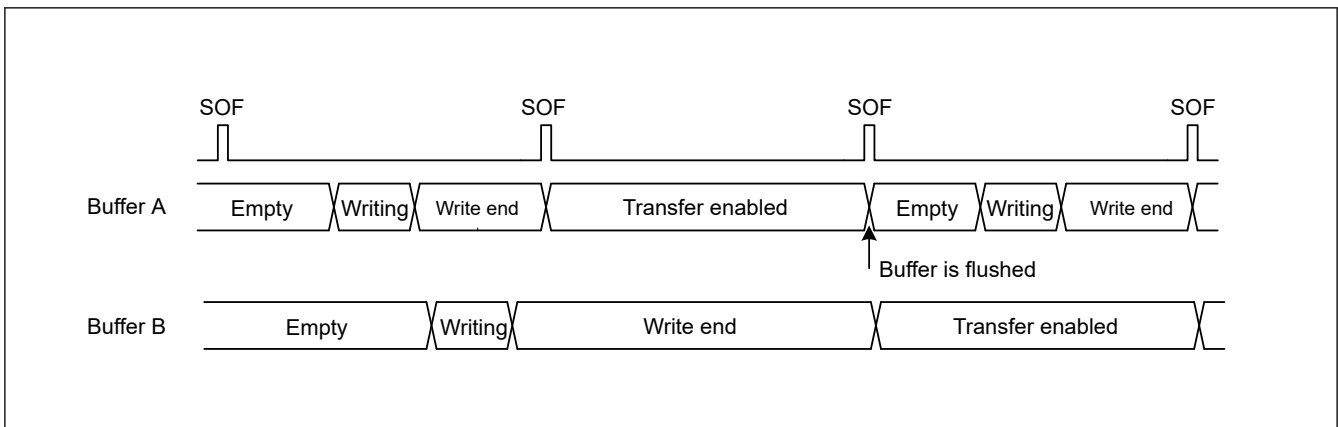 SOF SOF SOF SOF
Buffer A Empty Writing Write end Transfer enabled Empty Writing Write end
Buffer is flushed
Buffer B Empty Writing Write end Transfer enabled